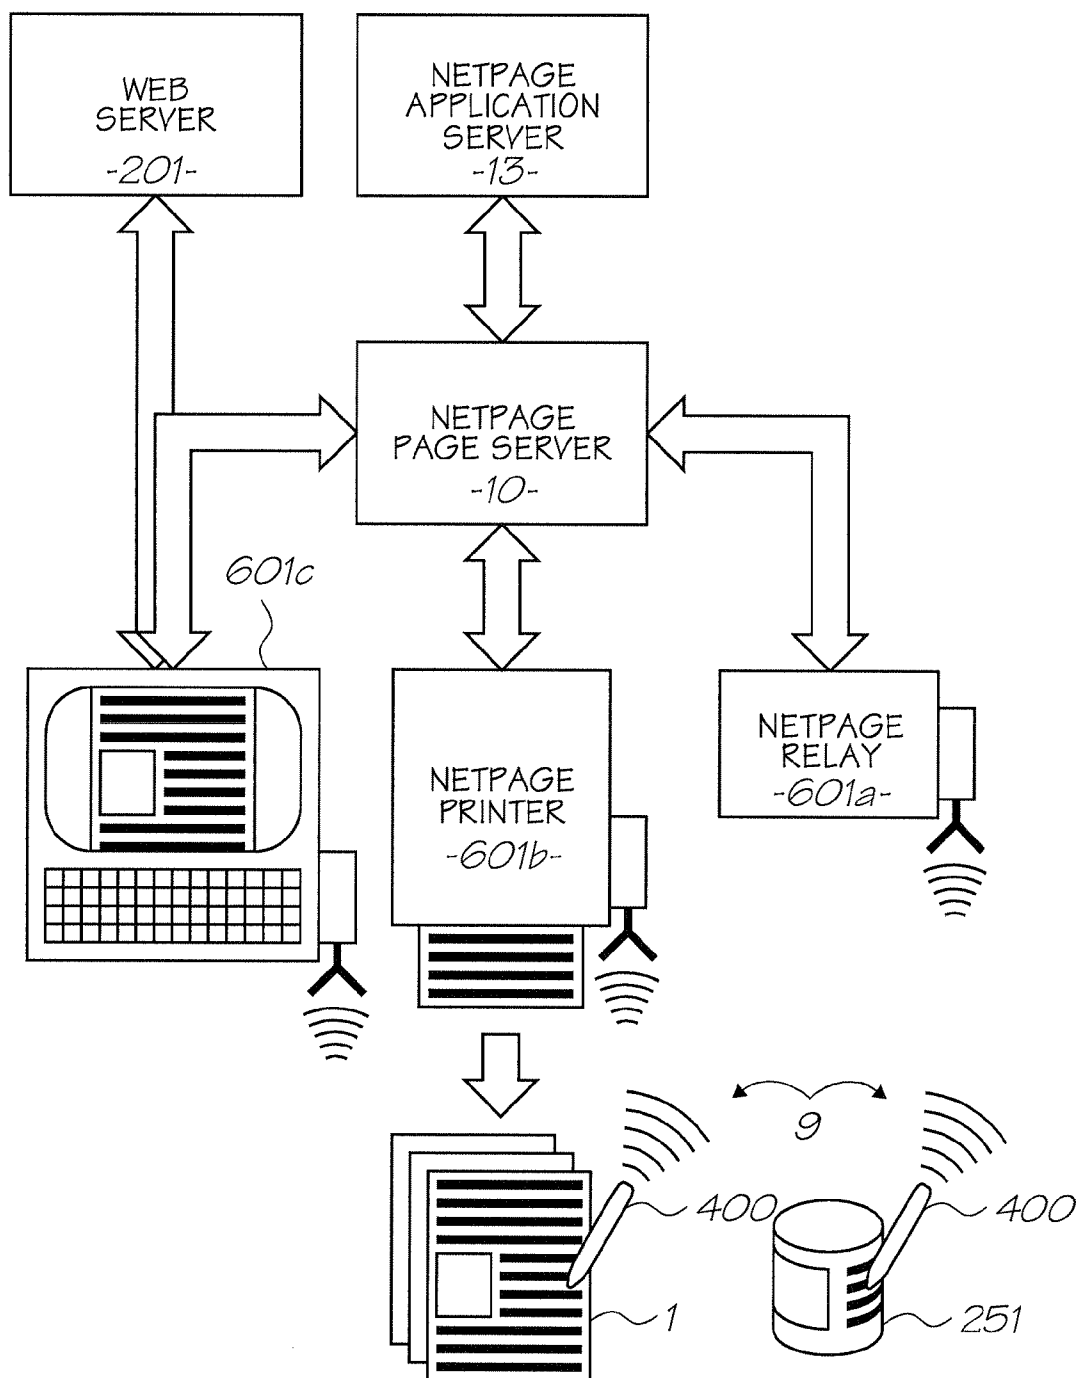 WEB
SERVER
-201-
NETPAGE
APPLICATION
SERVER
-13-
NETPAGE
PAGE SERVER
-10-
601c
NETPAGE
PRINTER
-601b-
NETPAGE
RELAY
-601a-
9
400
400
1
251